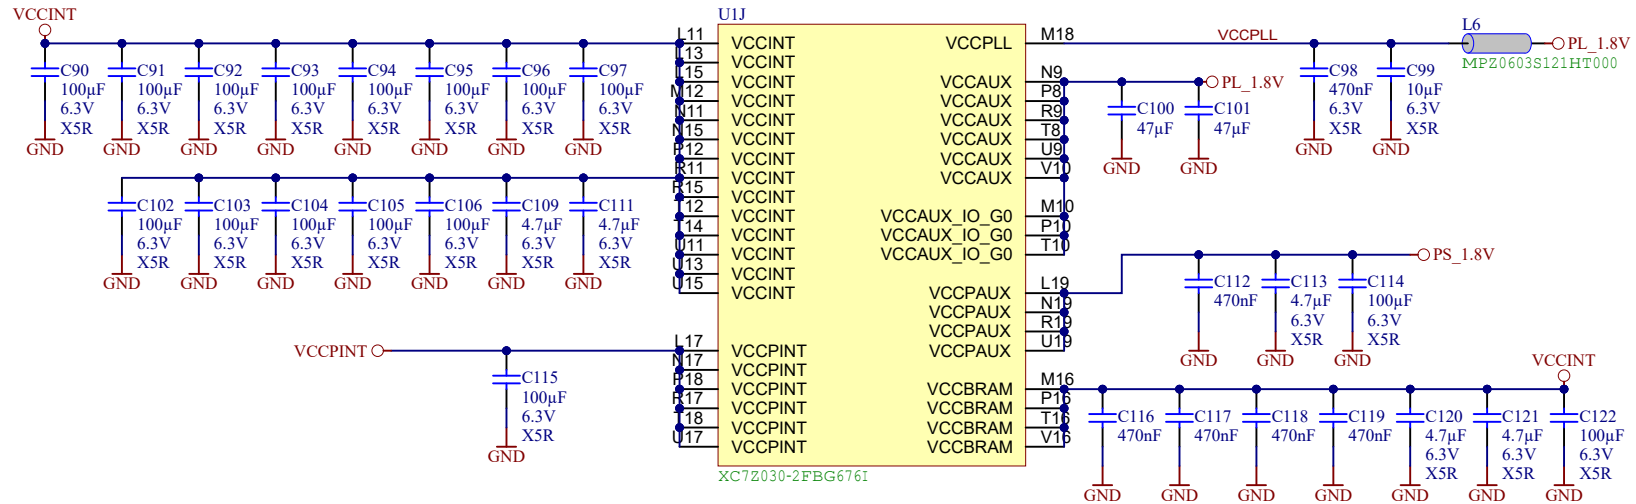 U1J
VCCINT
C90 100µF 6.3V X5R GND
C91 100µF 6.3V X5R GND
C92 100µF 6.3V X5R GND
C93 100µF 6.3V X5R GND
C94 100µF 6.3V X5R GND
C95 100µF 6.3V X5R GND
C96 100µF 6.3V X5R GND
C97 100µF 6.3V X5R GND
C102 100µF 6.3V X5R GND
C103 100µF 6.3V X5R GND
C104 100µF 6.3V X5R GND
C105 100µF 6.3V X5R GND
C106 100µF 6.3V X5R GND
C109 4.7µF 6.3V X5R GND
C111 4.7µF 6.3V X5R GND
VCCPINT
C115 100µF 6.3V X5R GND
L11 VCCINT
VCCINT
VCCINT
M12 VCCINT
N11 VCCINT
N15 VCCINT
P12 VCCINT
R11 VCCINT
R15 VCCINT
VCCINT
VCCINT
U11 VCCINT
U13 VCCINT
U15 VCCINT
L17 VCCPINT
N17 VCCPINT
P18 VCCPINT
R17 VCCPINT
VCCPINT
U17 VCCPINT
VCCPLL M18
VCCAUX N9
VCCAUX P8
VCCAUX R9
VCCAUX T8
VCCAUX U9
VCCAUX V10
VCCAUX_IO_G0 M10
VCCAUX_IO_G0 P10
VCCAUX_IO_G0 T10
VCCPAUX L19
VCCPAUX N19
VCCPAUX R19
VCCPAUX U19
VCCBRAM M16
VCCBRAM P16
VCCBRAM T16
VCCBRAM V16
XC7Z030-2FBG676I
VCCPLL
L6
PL_1.8V
MPZ0603S121HT000
C98 470nF 6.3V X5R GND
C99 10µF 6.3V X5R GND
PL_1.8V
C100 47µF GND
C101 47µF GND
PS_1.8V
C112 470nF GND
C113 4.7µF 6.3V X5R GND
C114 100µF 6.3V X5R GND
VCCINT
C116 470nF GND
C117 470nF GND
C118 470nF GND
C119 470nF GND
C120 4.7µF 6.3V X5R GND
C121 4.7µF 6.3V X5R GND
C122 100µF 6.3V X5R GND